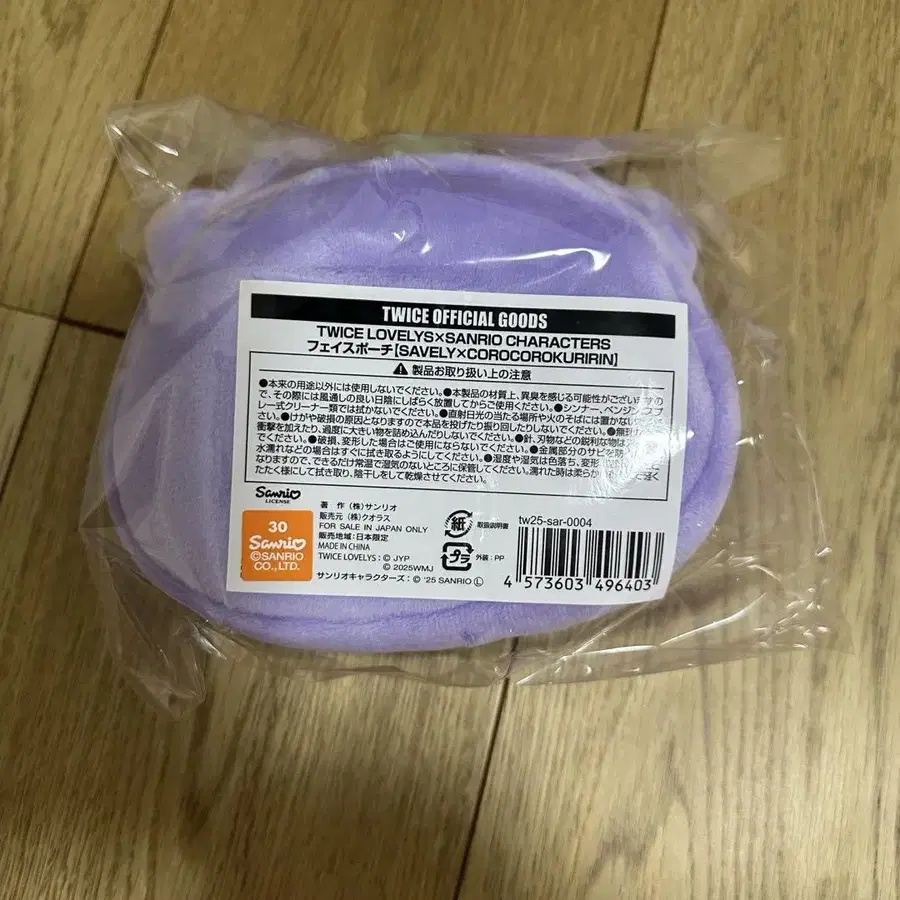 TWICE OFFICIAL GOODS
TWICE LOVELYS×SANRIO CHARACTERS
フェイスポーチ[SAVELY×COROCOROKURIRIN]
⚠製品お取り扱い上の注意
●本来の用途以外には使用しないでください。●本製品の材質上、異臭を感じる可能性がございますの
で、その際には風通しの良い日陰にしばらく放置してからご使用ください。●シンナー、ベンジン、スプ
レー式クリーナー類では拭かないでください。●直射日光の当たる場所や火のそばには置かない
●けがや破損の原因となりますので本品を投げたり振り回したりしないでください。●無理
衝撃を加えたり、過度に大きい物を詰め込んだりしないでください。●針、刃物などの鋭利な物は
●破損、変形した場合はご使用にならないでください。●金属部分のサビを防
水濡れなどの場合はすぐに拭き取るようにしてください。●湿度や湿気は色落ち、変形
なりますので、できるだけ常温で湿気のないところに保管してください。濡れた時は柔らか で軽く
たたく様にして拭き取り、陰干しをして乾燥させてください。
Sanrio
LICENSE
30
Sanrio
©SANRIO
CO., LTD.
著 作 (株)サンリオ
販売元 (株)クオラス
FOR SALE IN JAPAN ONLY
販売地域:日本限定
MADE IN CHINA
TWICE LOVELYS:© JYP
© 2025WMJ
サンリオキャラクターズ:© '25 SANRIO Ⓛ
紙
取扱説明書
プラ
外装:PP
tw25-sar-0004
4 573603 496403